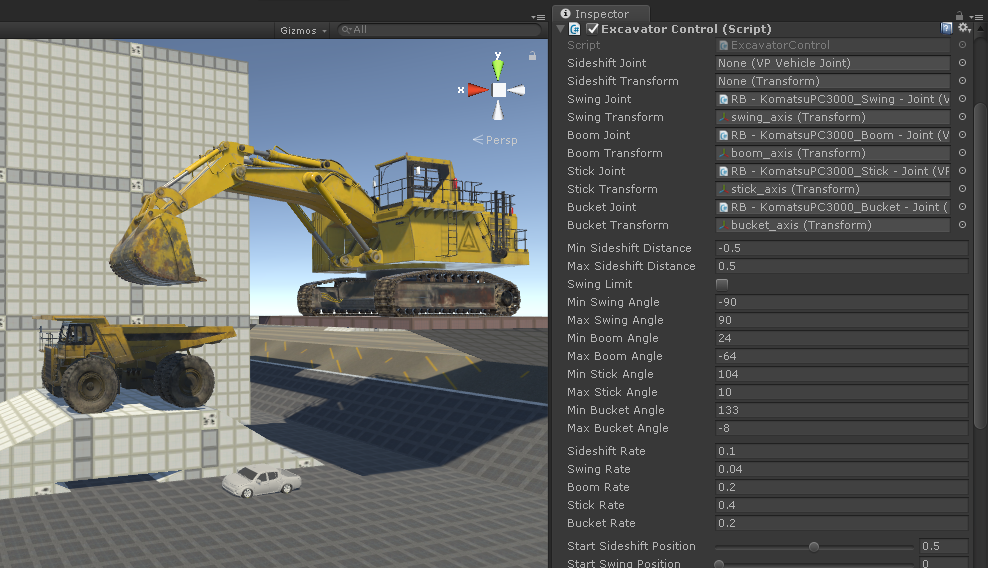 Inspector
Gizmos
All
Excavator Control (Script)
Script ExcavatorControl
Sideshift Joint None (VP Vehicle Joint)
Sideshift Transform None (Transform)
Swing Joint RB - KomatsuPC3000_Swing - Joint (V
Swing Transform swing_axis (Transform)
Boom Joint RB - KomatsuPC3000_Boom - Joint (V
Boom Transform boom_axis (Transform)
Stick Joint RB - KomatsuPC3000_Stick - Joint (VF
Stick Transform stick_axis (Transform)
Bucket Joint RB - KomatsuPC3000_Bucket - Joint (
Bucket Transform bucket_axis (Transform)
Min Sideshift Distance -0.5
Max Sideshift Distance 0.5
Swing Limit
Min Swing Angle -90
Max Swing Angle 90
Min Boom Angle 24
Max Boom Angle -64
Min Stick Angle 104
Max Stick Angle 10
Min Bucket Angle 133
Max Bucket Angle -8
Sideshift Rate 0.1
Swing Rate 0.04
Boom Rate 0.2
Stick Rate 0.4
Bucket Rate 0.2
Start Sideshift Position 0.5
Start Swing Position 0
y
x
Persp